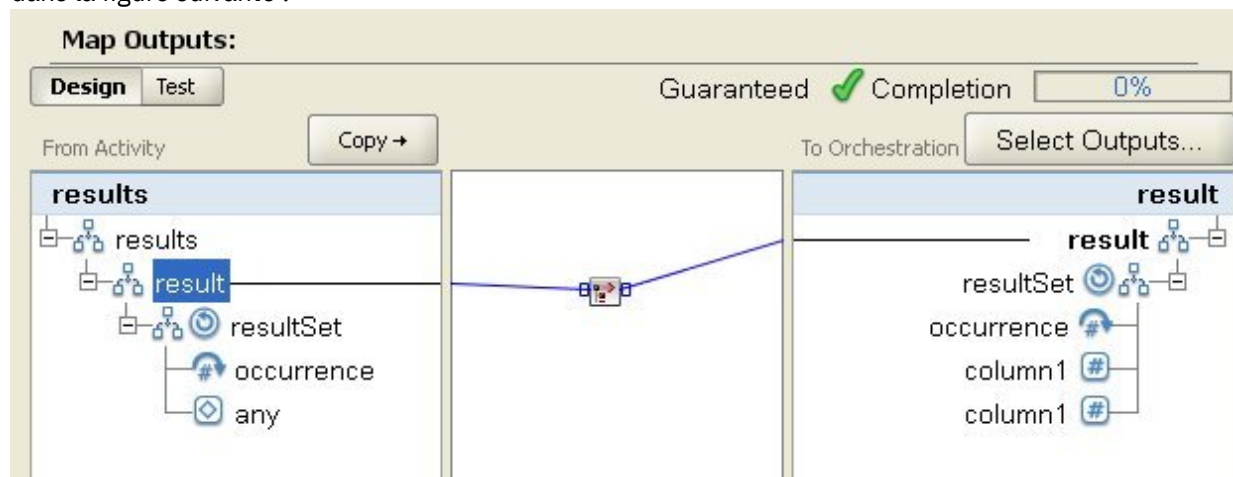 dans la figure suivante :
Map Outputs:
Design Test
Guaranteed Completion 0%
From Activity Copy→ To Orchestration Select Outputs...
results result
results result
result resultSet
resultSet occurrence
occurrence column1
any column1